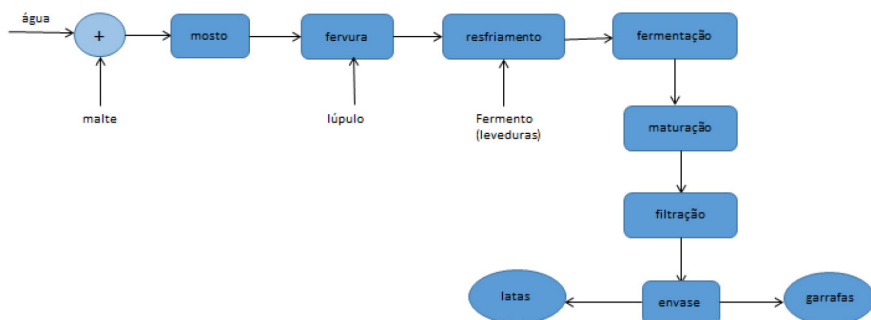 água
+
mosto
fervura
resfriamento
fermentação
malte
lúpulo
Fermento
(leveduras)
maturação
filtração
latas
envase
garrafas